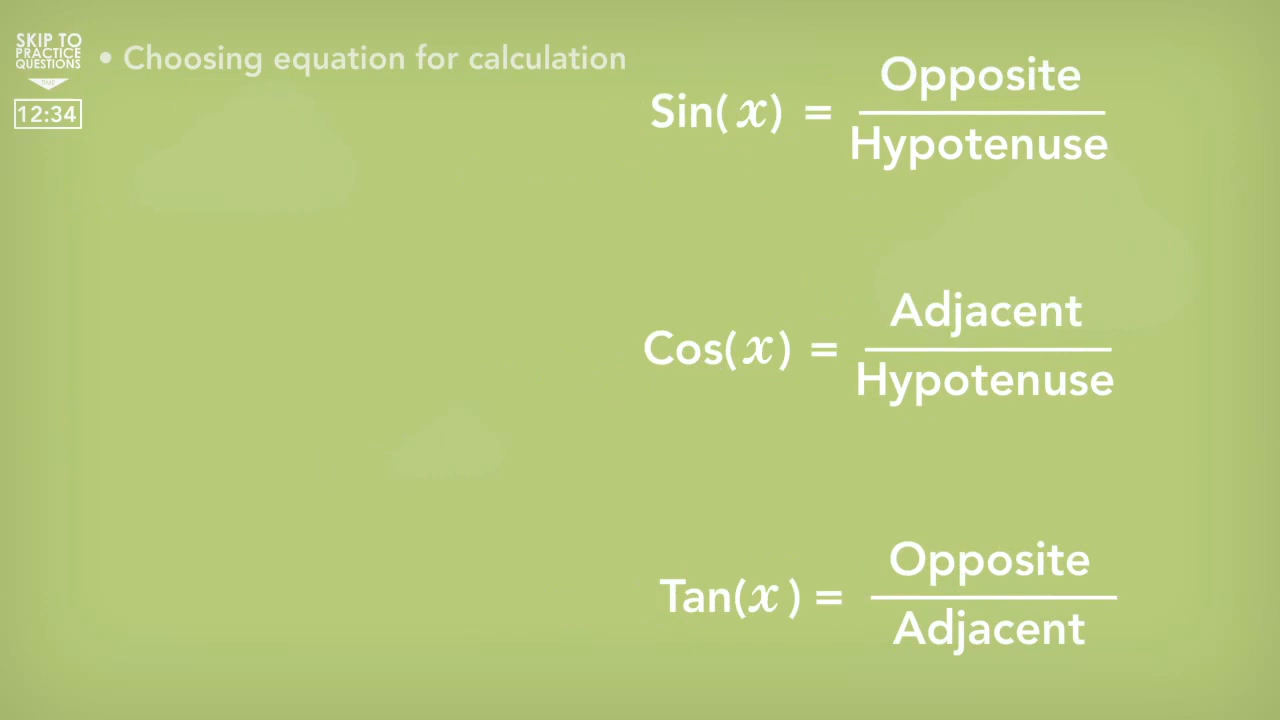 SKIP TO
PRACTICE
QUESTIONS
TIME
12:34
• Choosing equation for calculation
Sin(x) = Opposite
Hypotenuse
Cos(x) = Adjacent
Hypotenuse
Tan(x) = Opposite
Adjacent